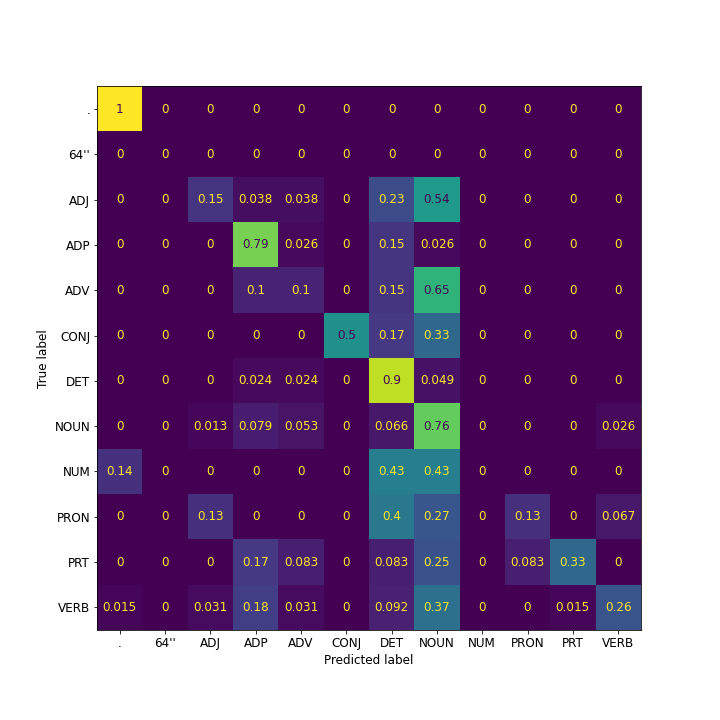 . 1 0 0 0 0 0 0 0 0 0 0 0
64'' 0 0 0 0 0 0 0 0 0 0 0 0
ADJ 0 0 0.15 0.038 0.038 0 0.23 0.54 0 0 0 0
ADP 0 0 0 0.79 0.026 0 0.15 0.026 0 0 0 0
ADV 0 0 0 0.1 0.1 0 0.15 0.65 0 0 0 0
CONJ 0 0 0 0 0 0.5 0.17 0.33 0 0 0 0
DET 0 0 0 0.024 0.024 0 0.9 0.049 0 0 0 0
NOUN 0 0 0.013 0.079 0.053 0 0.066 0.76 0 0 0 0.026
NUM 0.14 0 0 0 0 0 0.43 0.43 0 0 0 0
PRON 0 0 0.13 0 0 0 0.4 0.27 0 0.13 0 0.067
PRT 0 0 0 0.17 0.083 0 0.083 0.25 0 0.083 0.33 0
VERB 0.015 0 0.031 0.18 0.031 0 0.092 0.37 0 0 0.015 0.26
. 64'' ADJ ADP ADV CONJ DET NOUN NUM PRON PRT VERB
Predicted label
True label